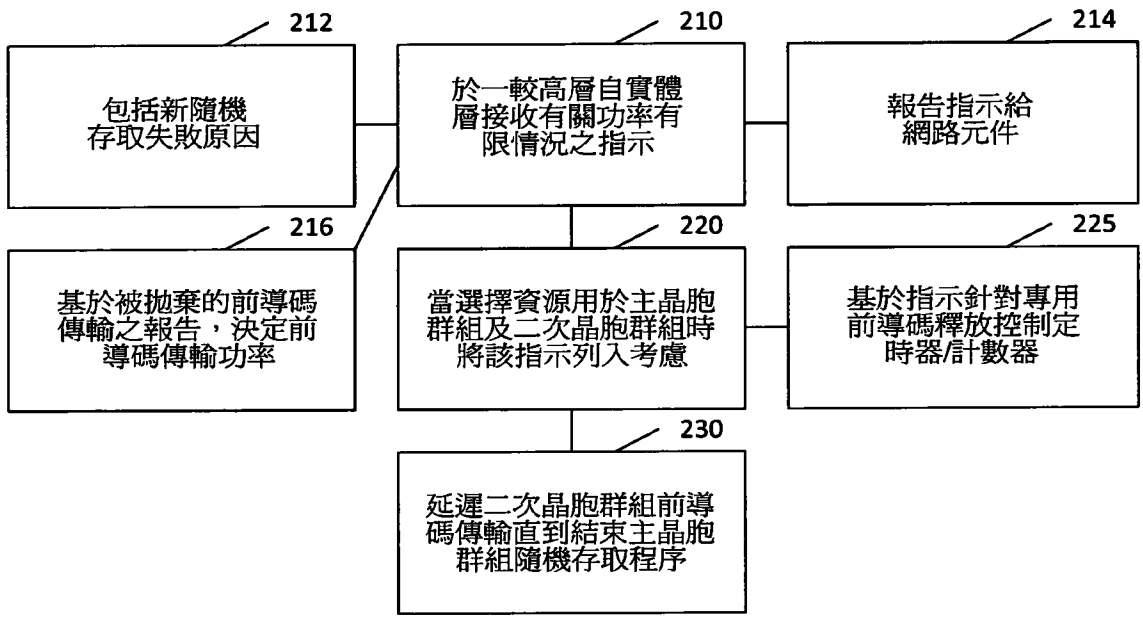 212
包括新隨機
存取失敗原因
210
於一較高層自實體
層接收有關功率有
限情況之指示
214
報告指示給
網路元件
216
基於被拋棄的前導碼
傳輸之報告，決定前
導碼傳輸功率
220
當選擇資源用於主晶胞
群組及二次晶胞群組時
將該指示列入考慮
225
基於指示針對專用
前導碼釋放控制定
時器/計數器
230
延遲二次晶胞群組前導
碼傳輸直到結束主晶胞
群組隨機存取程序